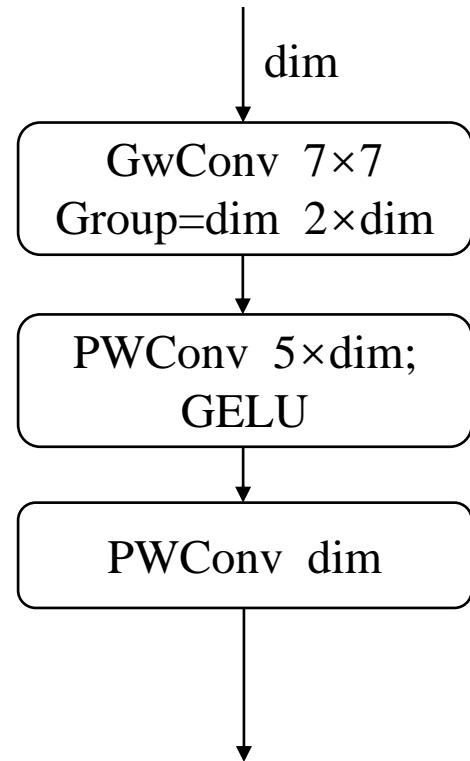 dim
GwConv 7×7
Group=dim 2×dim
PWConv 5×dim;
GELU
PWConv dim